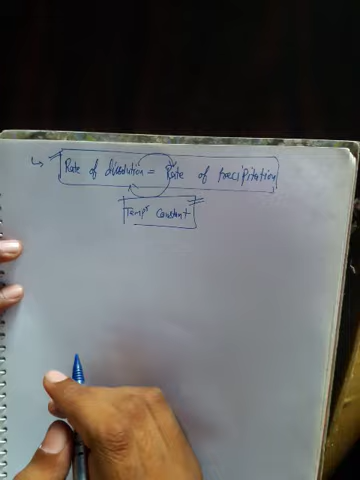 Rate of dissolution = Rate of precipitation
Tempr Constant